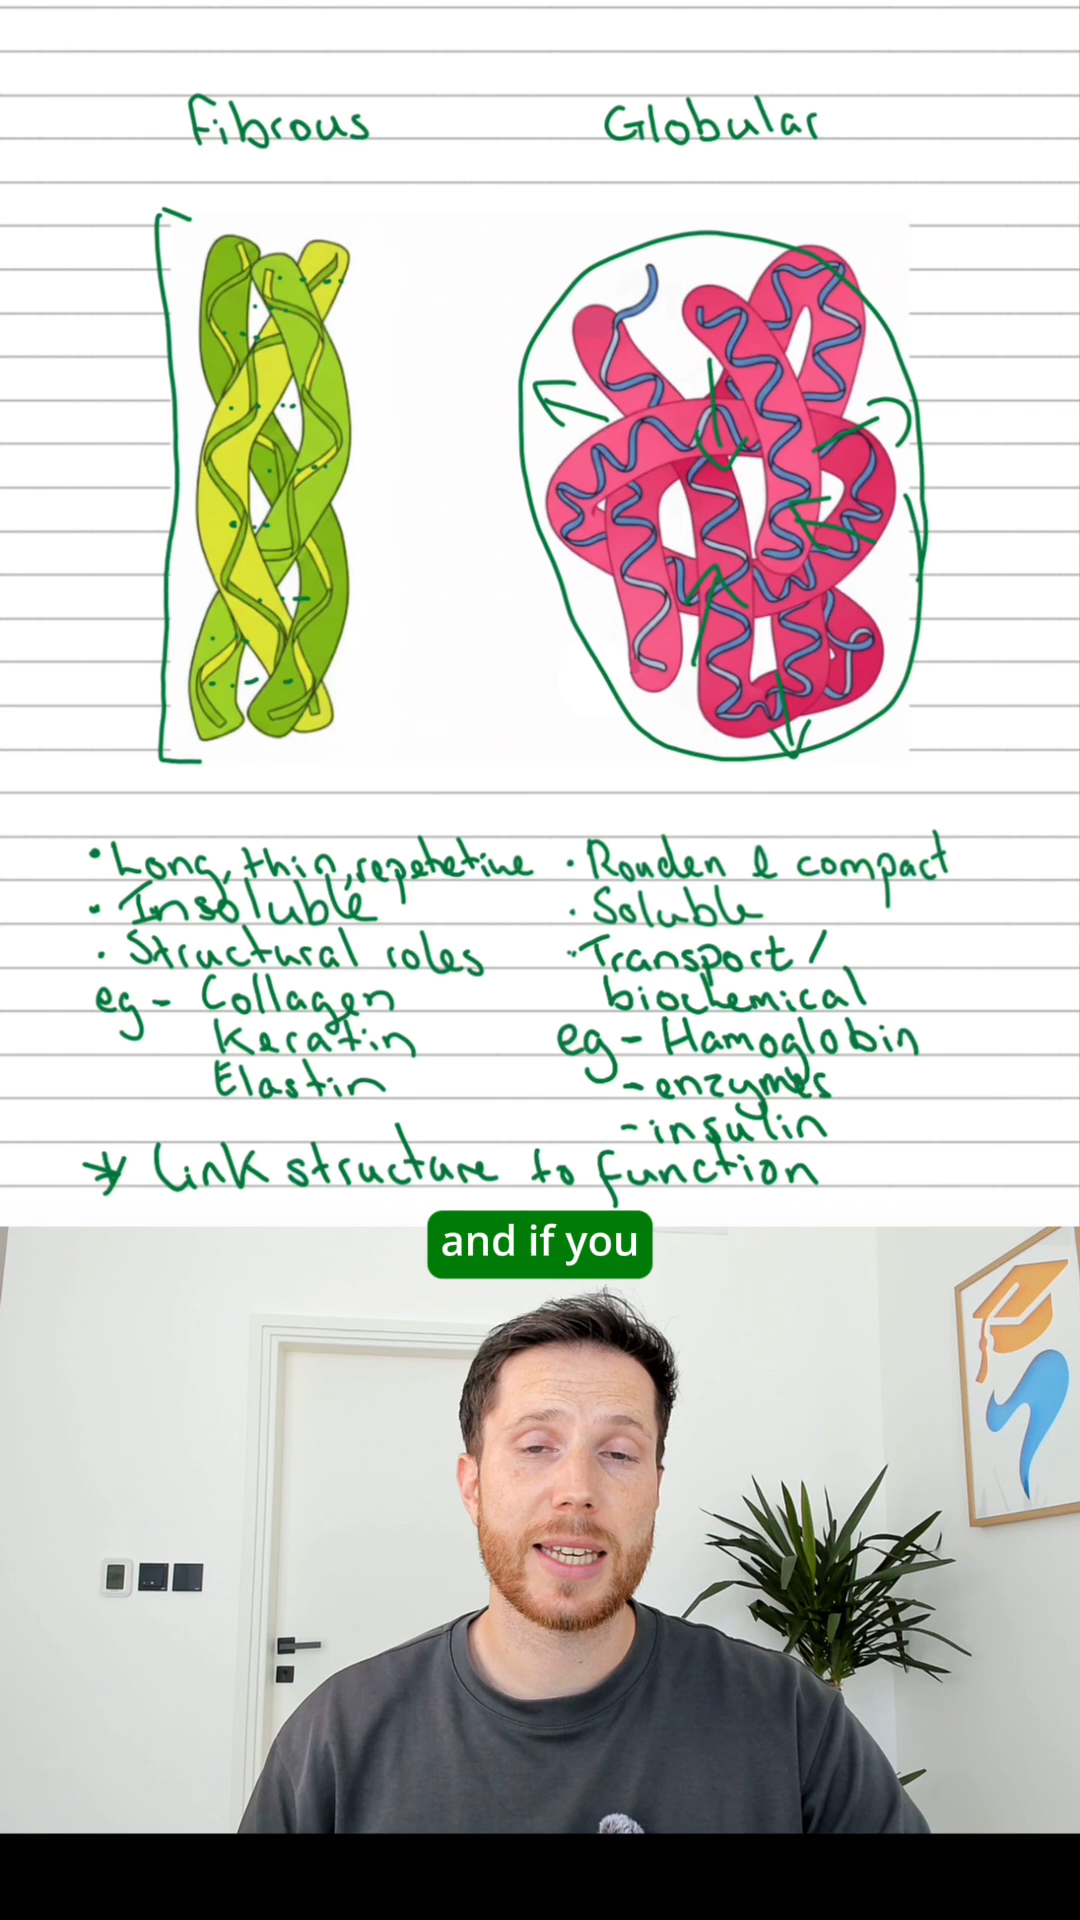 Fibrous
Globular
• Long, thin, repetetive
• Insoluble
• Structural roles
eg - Collagen
Keratin
Elastin
• Rouden & compact
• Soluble
• Transport /
biochemical
eg - Hamoglobin
- enzymes
- insulin
* Link structure to function
and if you